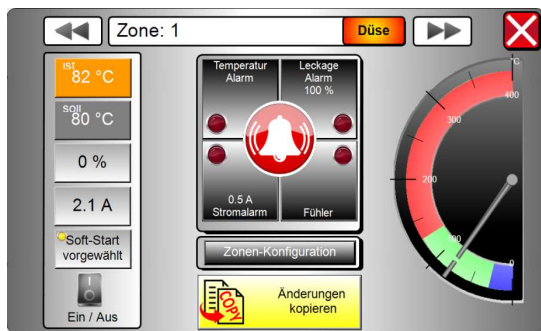 Zone: 1
Düse
ist
82 °C
soll
80 °C
0 %
2.1 A
Soft-Start
vorgewählt
Ein / Aus
Temperatur
Alarm
Leckage
Alarm
100 %
0.5 A
Stromalarm
Fühler
Zonen-Konfiguration
COPY
Änderungen
kopieren
°C
400
300
200
100
0